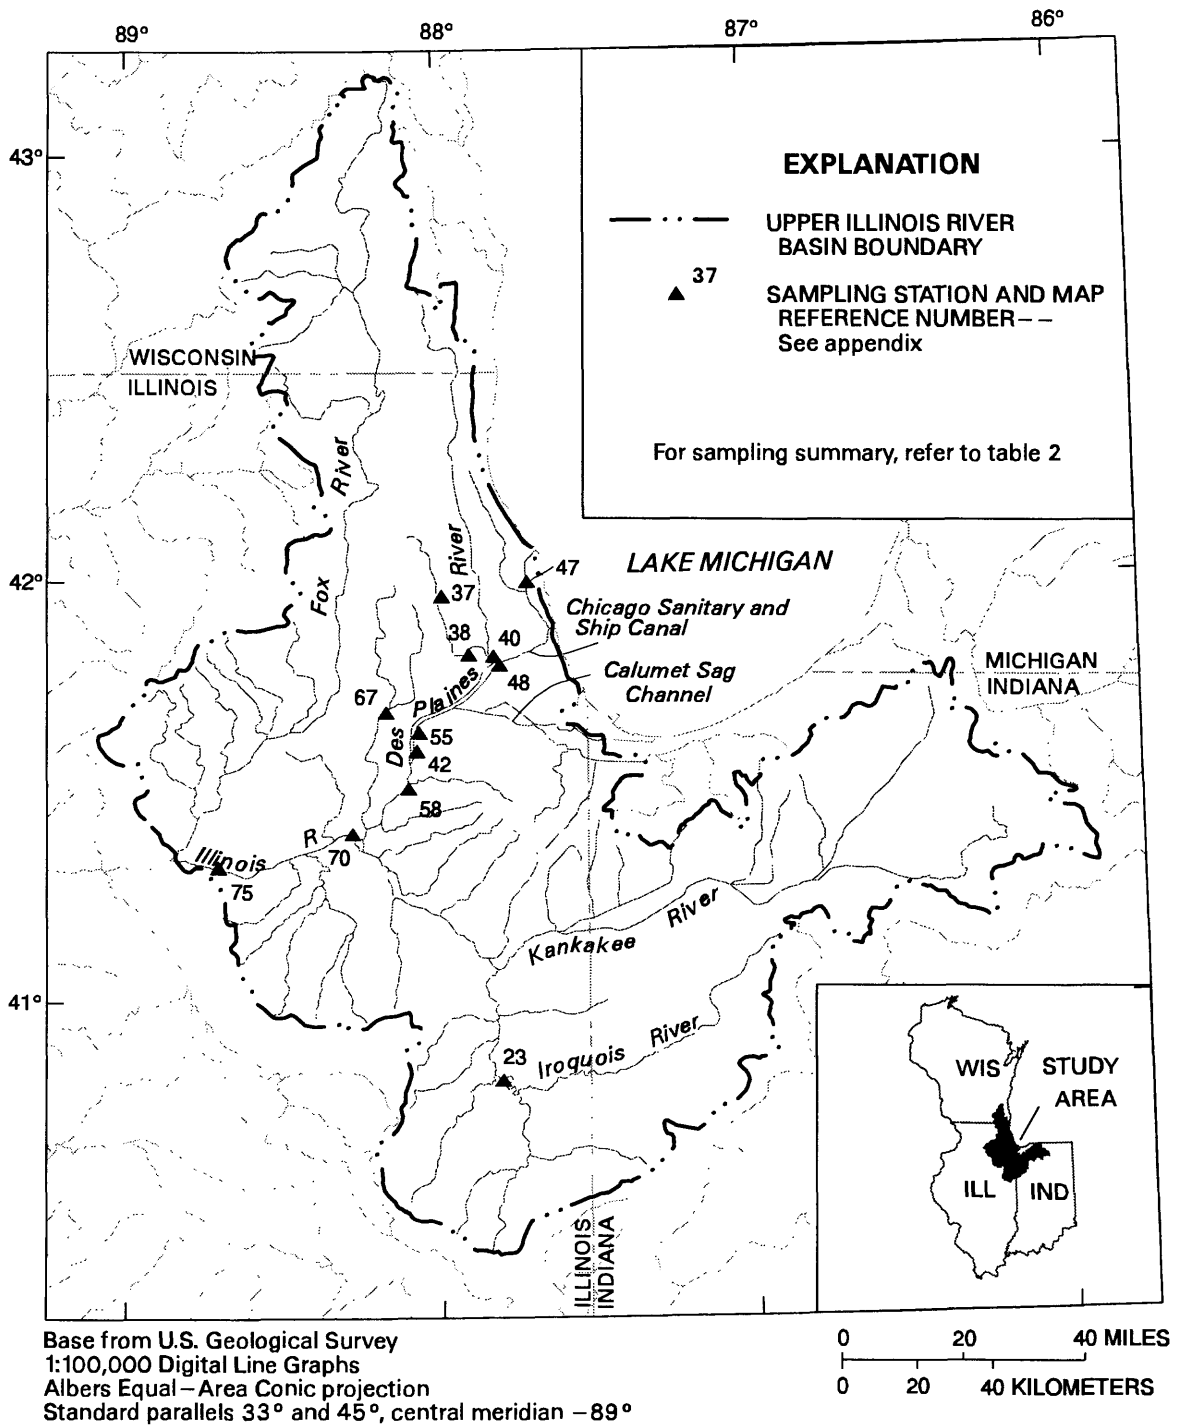 89° 88° 87° 86°
43°
42°
41°
EXPLANATION
UPPER ILLINOIS RIVER
BASIN BOUNDARY
37
SAMPLING STATION AND MAP
REFERENCE NUMBER--
See appendix
For sampling summary, refer to table 2
WISCONSIN
ILLINOIS
Fox River
Des Plaines River
LAKE MICHIGAN
47
Chicago Sanitary and
Ship Canal
37
38
40
48
Calumet Sag
Channel
MICHIGAN
INDIANA
67
55
42
58
70
Illinois R
75
Kankakee River
23
Iroquois River
ILLINOIS
INDIANA
WIS
STUDY
AREA
ILL
IND
Base from U.S. Geological Survey
1:100,000 Digital Line Graphs
Albers Equal-Area Conic projection
Standard parallels 33° and 45°, central meridian -89°
0 20 40 MILES
0 20 40 KILOMETERS